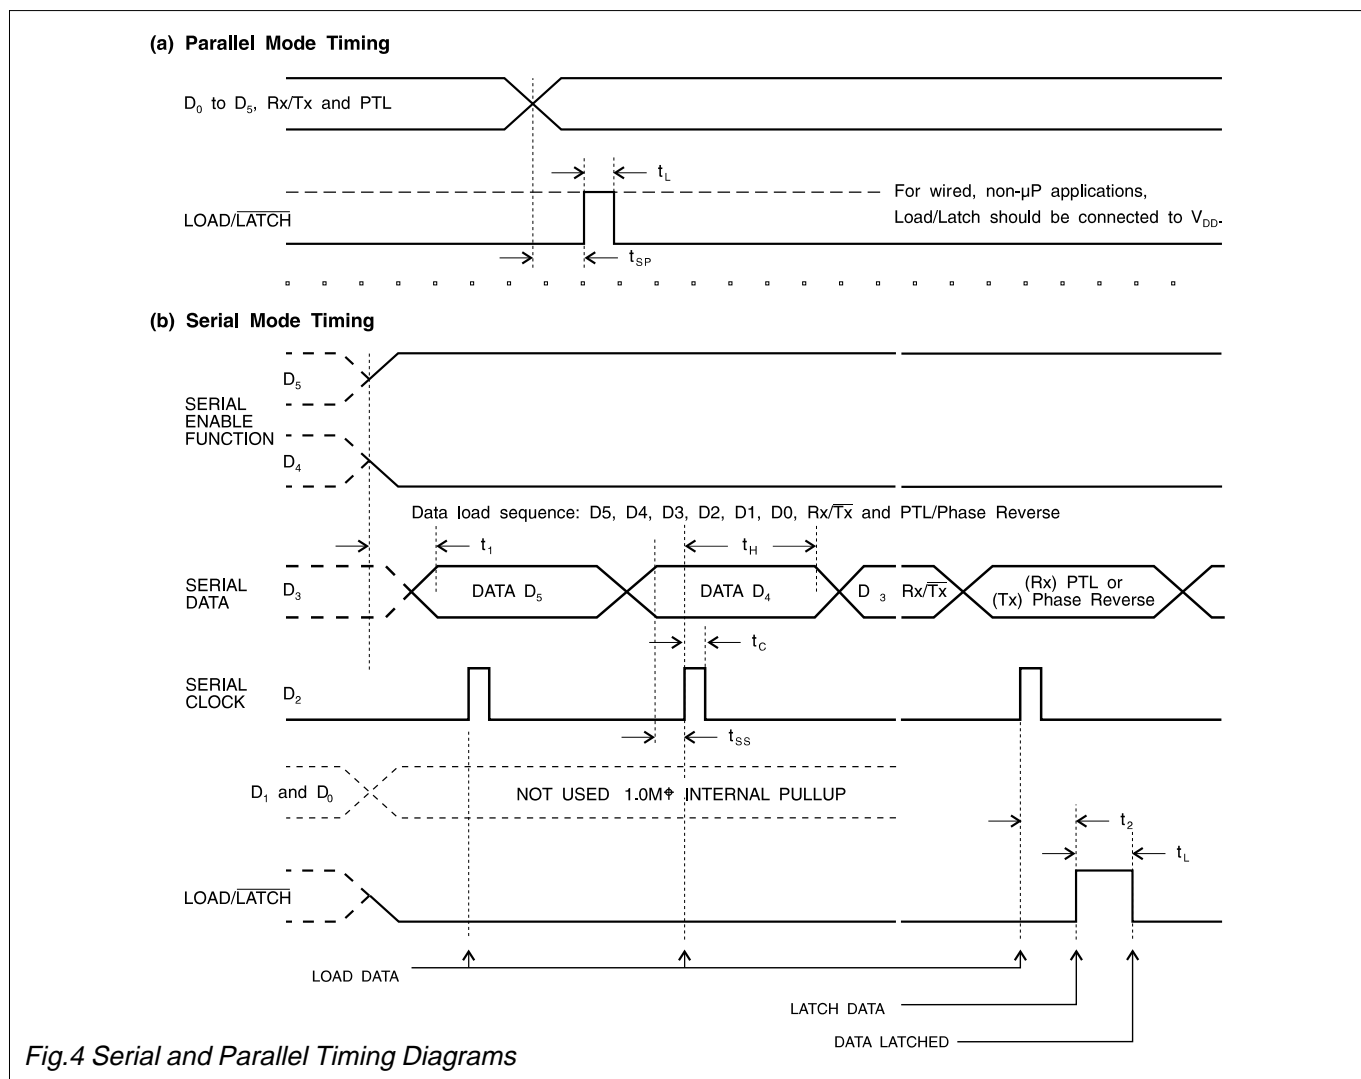 (a) Parallel Mode Timing
D0 to D5, Rx/Tx and PTL
tL
For wired, non-µP applications,
Load/Latch should be connected to VDD.
LOAD/LATCH
tSP
(b) Serial Mode Timing
D5
SERIAL
ENABLE
FUNCTION
D4
Data load sequence: D5, D4, D3, D2, D1, D0, Rx/Tx and PTL/Phase Reverse
t1
tH
SERIAL
DATA
D3
DATA D5
DATA D4
D 3
Rx/Tx
(Rx) PTL or
(Tx) Phase Reverse
tC
SERIAL
CLOCK
D2
tSS
D1 and D0
NOT USED 1.0M⌖ INTERNAL PULLUP
t2
tL
LOAD/LATCH
LOAD DATA
LATCH DATA
DATA LATCHED
Fig.4 Serial and Parallel Timing Diagrams